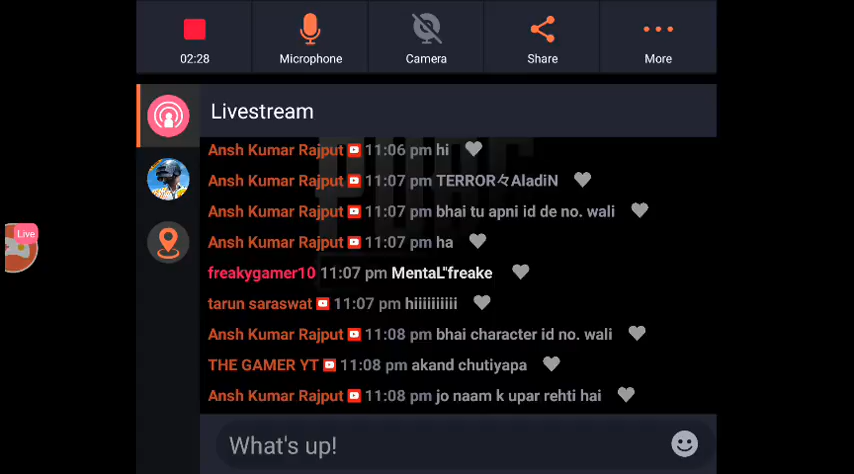 02:28
Microphone
Camera
Share
More
Livestream
Ansh Kumar Rajput 11:06 pm hi
Ansh Kumar Rajput 11:07 pm TERROR々AladiN
Ansh Kumar Rajput 11:07 pm bhai tu apni id de no. wali
Ansh Kumar Rajput 11:07 pm ha
Live
freakygamer10 11:07 pm MentaL"freake
tarun saraswat 11:07 pm hiiiiiiiiii
Ansh Kumar Rajput 11:08 pm bhai character id no. wali
THE GAMER YT 11:08 pm akand chutiyapa
Ansh Kumar Rajput 11:08 pm jo naam k upar rehti hai
What's up!